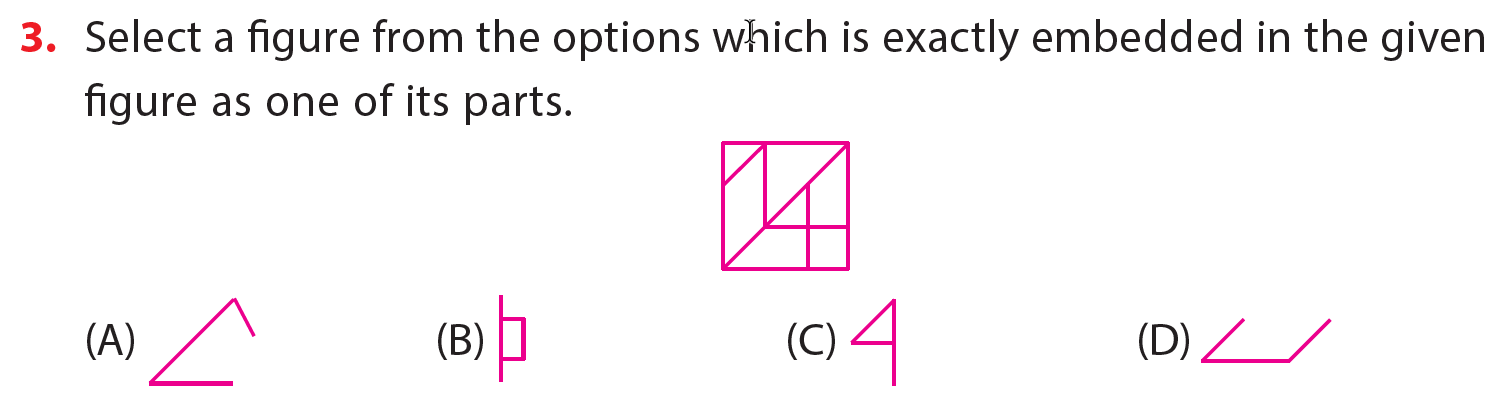 3. Select a figure from the options which is exactly embedded in the given
figure as one of its parts.
(A) (B) (C) (D)